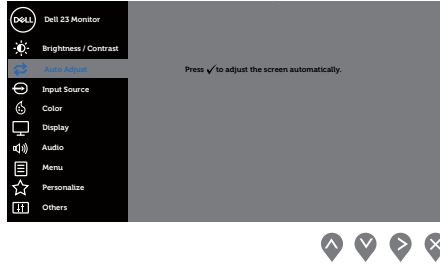 DELL
Dell 23 Monitor
Brightness / Contrast
Auto Adjust
Press ✓ to adjust the screen automatically.
Input Source
Color
Display
Audio
Menu
Personalize
Others